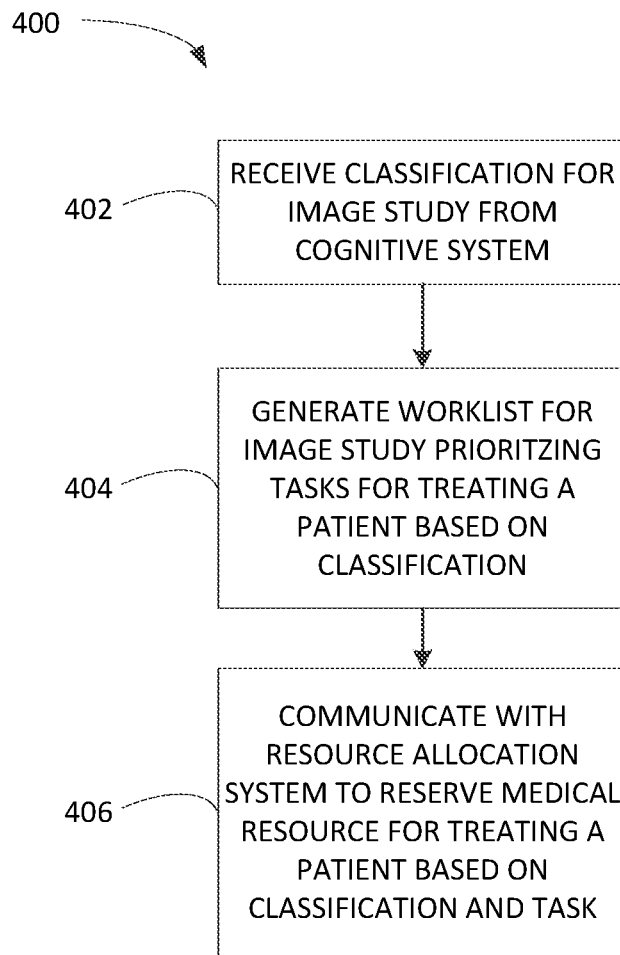 400
402
RECEIVE CLASSIFICATION FOR
IMAGE STUDY FROM
COGNITIVE SYSTEM
404
GENERATE WORKLIST FOR
IMAGE STUDY PRIORITZING
TASKS FOR TREATING A
PATIENT BASED ON
CLASSIFICATION
406
COMMUNICATE WITH
RESOURCE ALLOCATION
SYSTEM TO RESERVE MEDICAL
RESOURCE FOR TREATING A
PATIENT BASED ON
CLASSIFICATION AND TASK